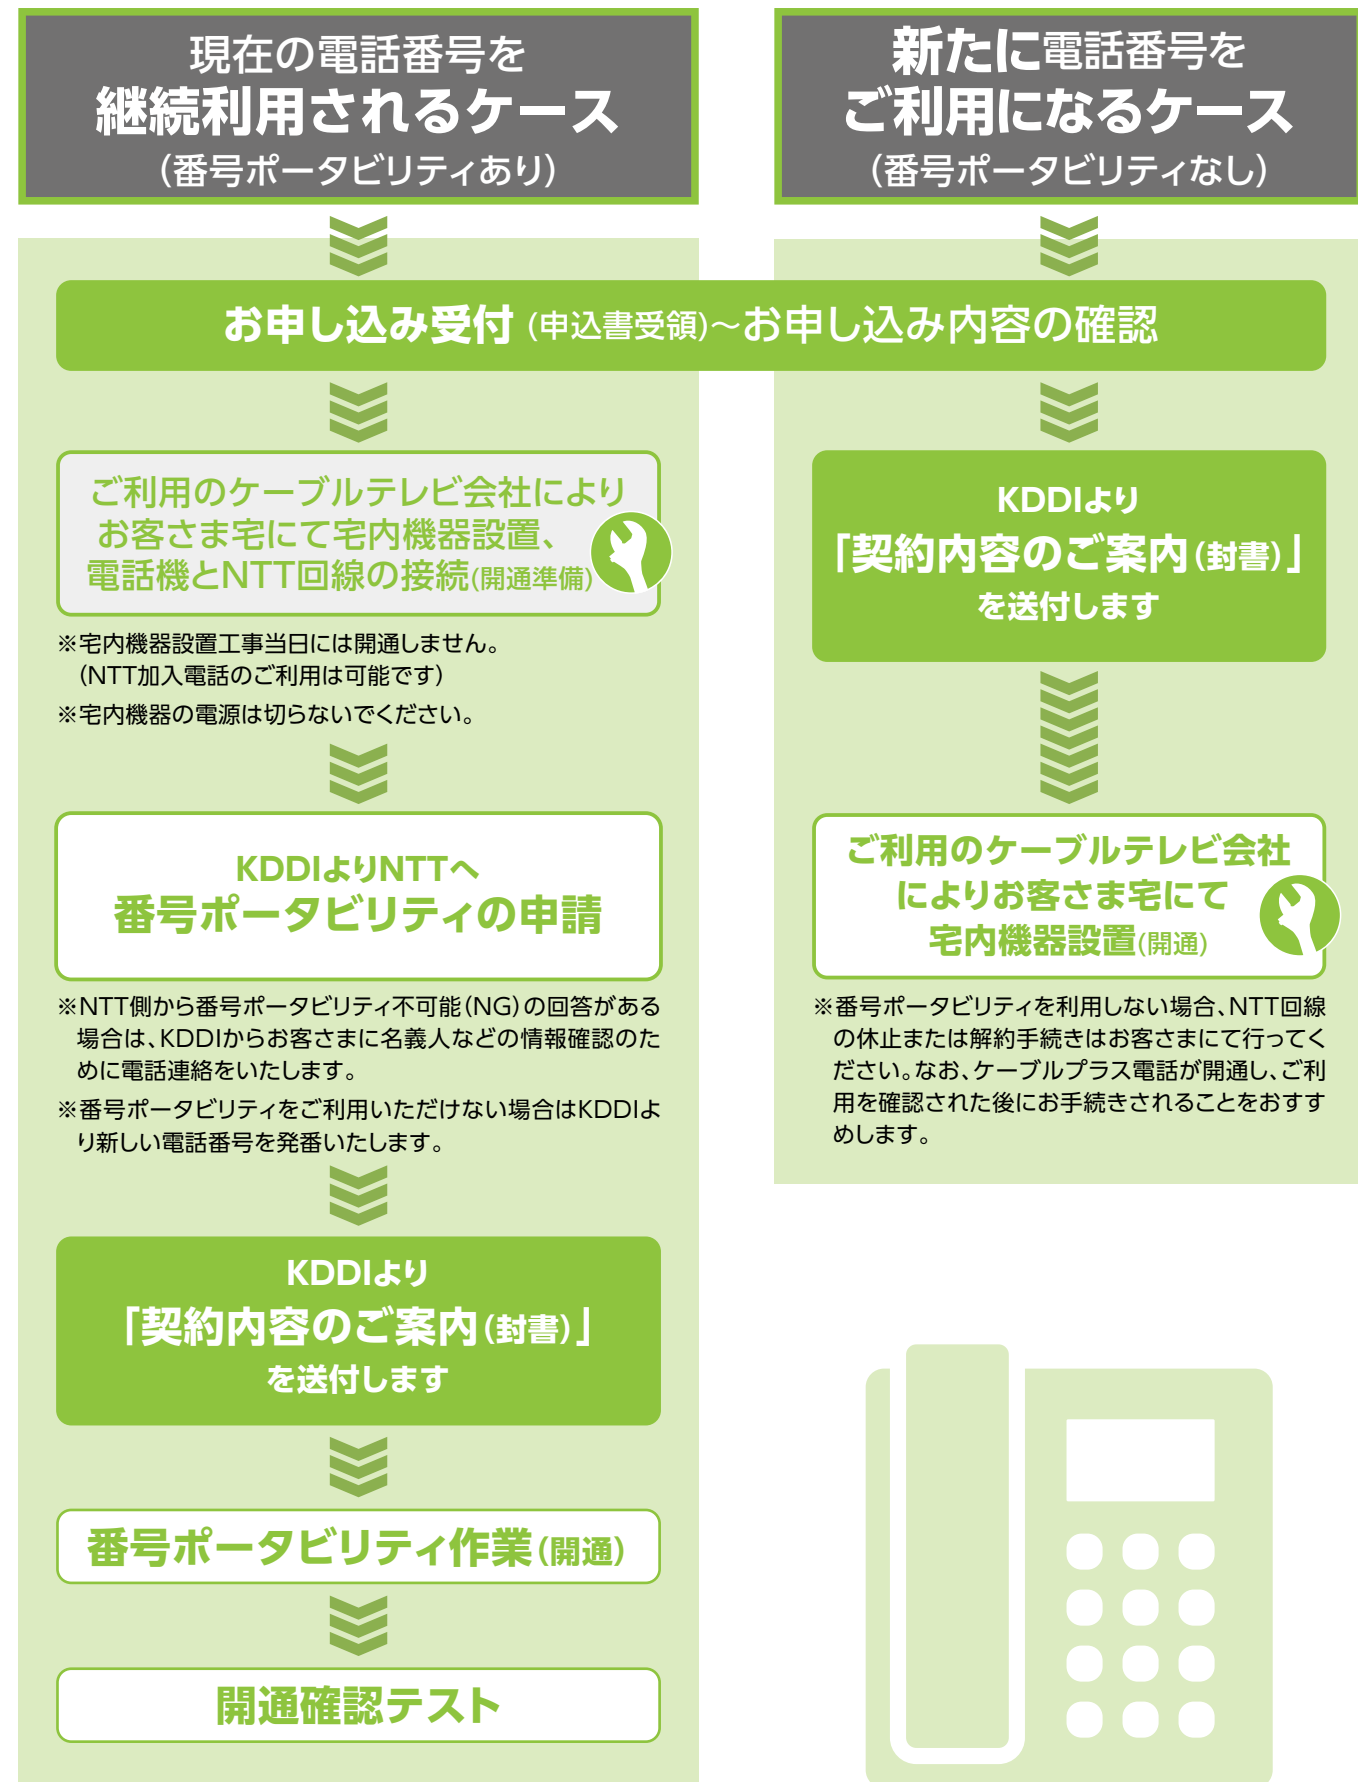 現在の電話番号を
継続利用されるケース
(番号ポータビリティあり)
新たに電話番号を
ご利用になるケース
(番号ポータビリティなし)
お申し込み受付(申込書受領)～お申し込み内容の確認
ご利用のケーブルテレビ会社により
お客さま宅にて宅内機器設置、
電話機とNTT回線の接続(開通準備)
※宅内機器設置工事当日には開通しません。
(NTT加入電話のご利用は可能です)
※宅内機器の電源は切らないでください。
KDDIよりNTTへ
番号ポータビリティの申請
※NTT側から番号ポータビリティ不可能(NG)の回答がある
場合は、KDDIからお客さまに名義人などの情報確認のた
めに電話連絡をいたします。
※番号ポータビリティをご利用いただけない場合はKDDIよ
り新しい電話番号を発番いたします。
KDDIより
「契約内容のご案内(封書)」
を送付します
番号ポータビリティ作業(開通)
開通確認テスト
KDDIより
「契約内容のご案内(封書)」
を送付します
ご利用のケーブルテレビ会社
によりお客さま宅にて
宅内機器設置(開通)
※番号ポータビリティを利用しない場合、NTT回線
の休止または解約手続きはお客さまにて行ってく
ださい。なお、ケーブルプラス電話が開通し、ご利
用を確認された後にお手続きされることをおすす
めします。